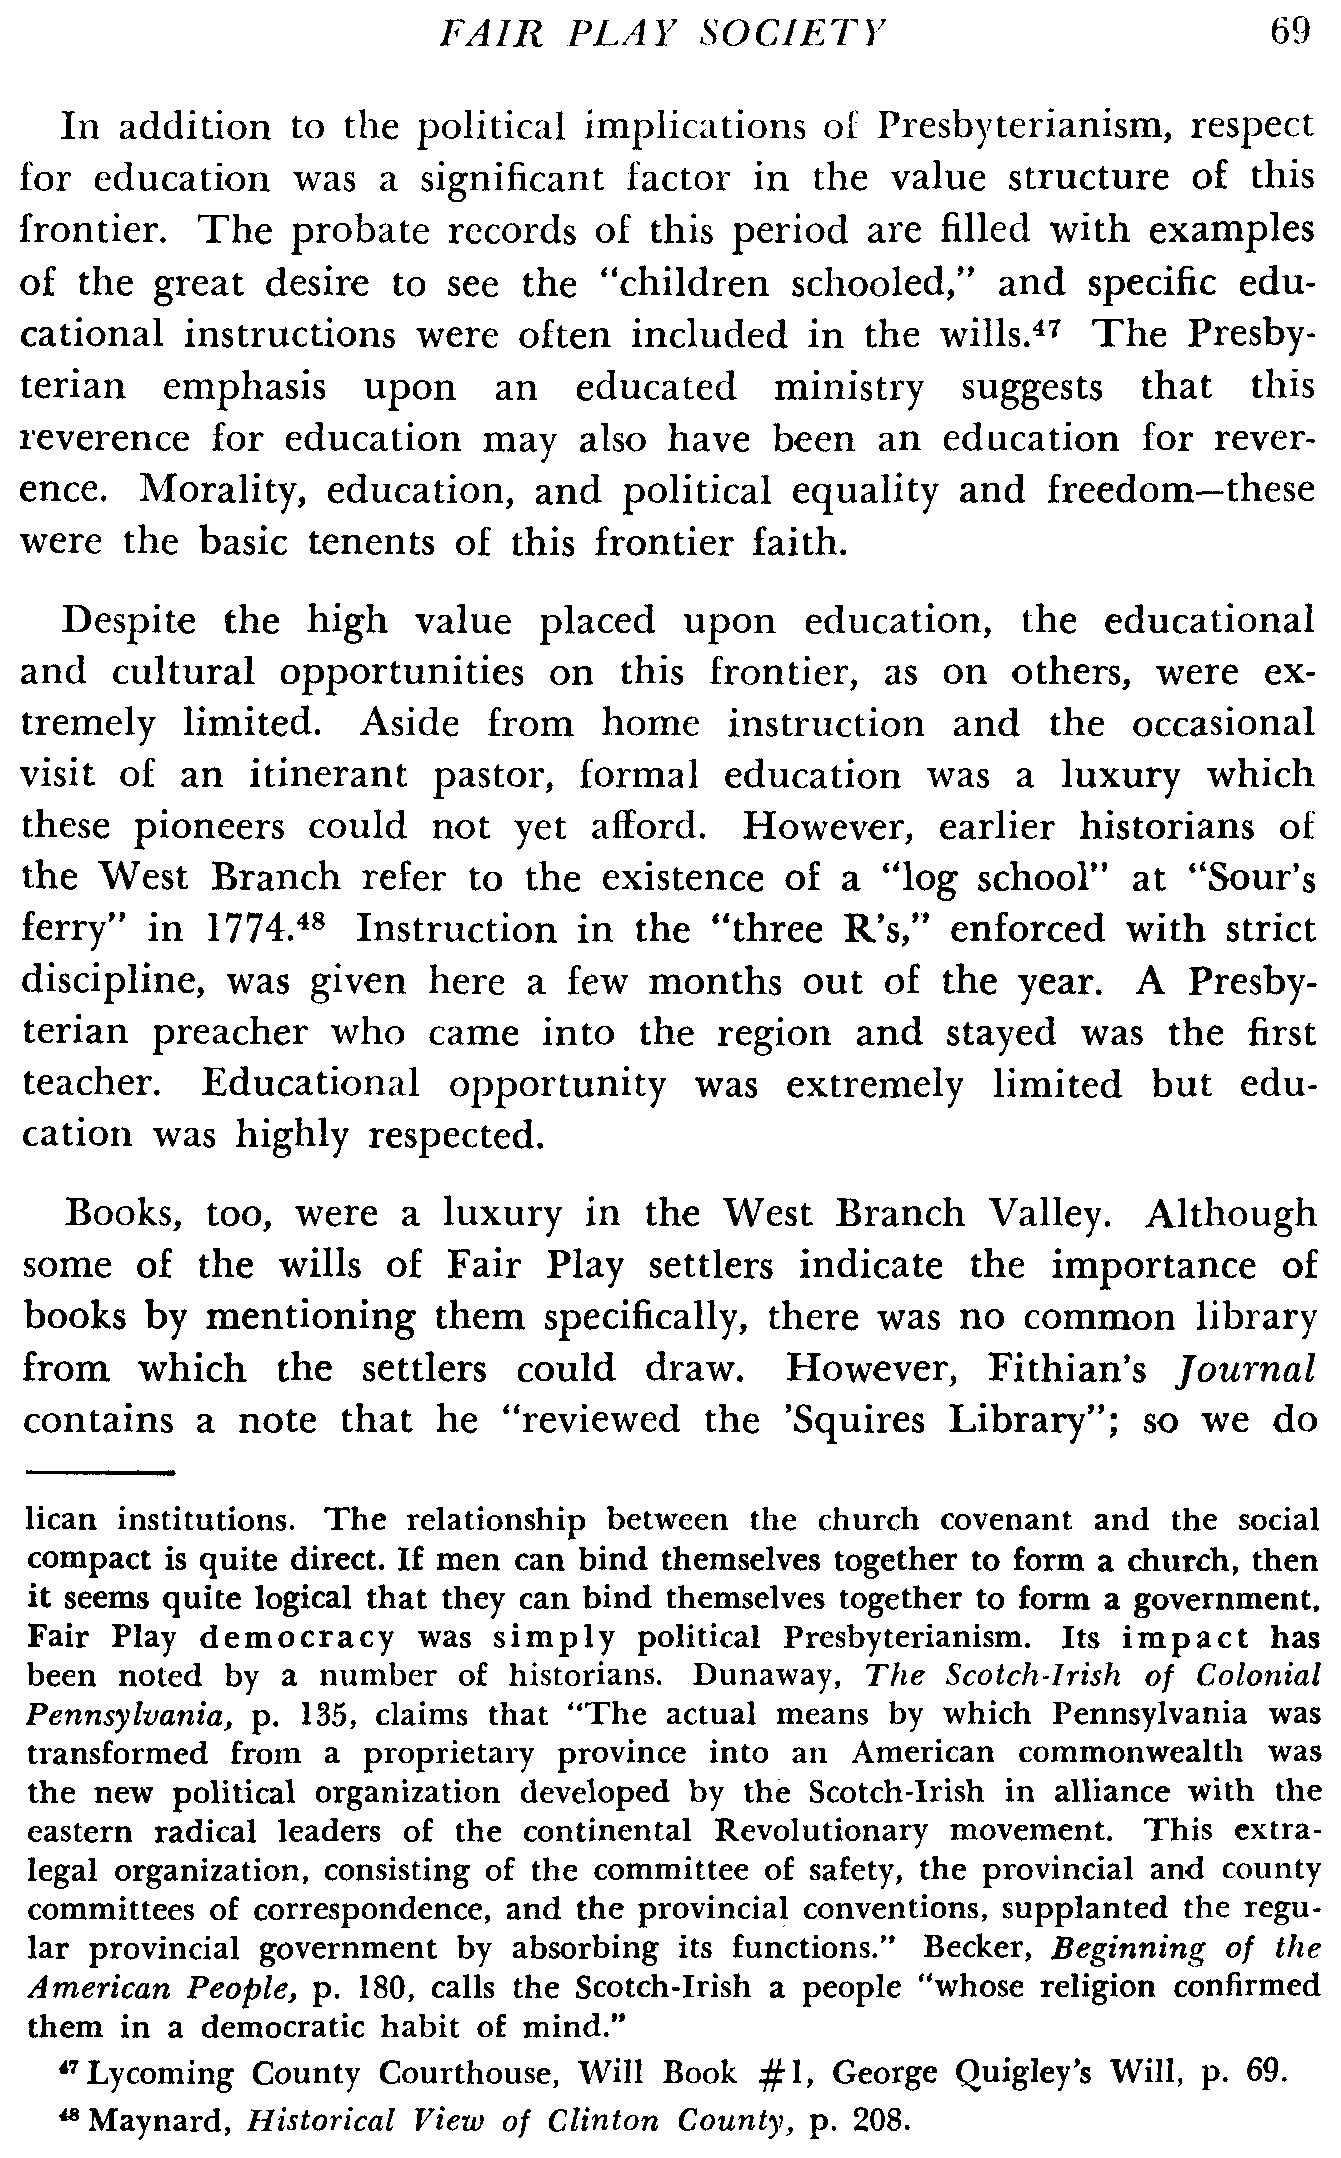 FAIR PLAY SOCIETY 69
In addition to the political implications of Presbyterianism, respect
for education was a significant factor in the value structure of this
frontier. The probate records of this period are filled with examples
of the great desire to see the “children schooled,” and specific edu-
cational instructions were often included in the wills.⁴⁷ The Presby-
terian emphasis upon an educated ministry suggests that this
reverence for education may also have been an education for rever-
ence. Morality, education, and political equality and freedom—these
were the basic tenents of this frontier faith.
Despite the high value placed upon education, the educational
and cultural opportunities on this frontier, as on others, were ex-
tremely limited. Aside from home instruction and the occasional
visit of an itinerant pastor, formal education was a luxury which
these pioneers could not yet afford. However, earlier historians of
the West Branch refer to the existence of a “log school” at “Sour’s
ferry” in 1774.⁴⁸ Instruction in the “three R’s,” enforced with strict
discipline, was given here a few months out of the year. A Presby-
terian preacher who came into the region and stayed was the first
teacher. Educational opportunity was extremely limited but edu-
cation was highly respected.
Books, too, were a luxury in the West Branch Valley. Although
some of the wills of Fair Play settlers indicate the importance of
books by mentioning them specifically, there was no common library
from which the settlers could draw. However, Fithian’s Journal
contains a note that he “reviewed the ’Squires Library”; so we do
lican institutions. The relationship between the church covenant and the social
compact is quite direct. If men can bind themselves together to form a church, then
it seems quite logical that they can bind themselves together to form a government.
Fair Play democracy was simply political Presbyterianism. Its impact has
been noted by a number of historians. Dunaway, The Scotch-Irish of Colonial
Pennsylvania, p. 135, claims that “The actual means by which Pennsylvania was
transformed from a proprietary province into an American commonwealth was
the new political organization developed by the Scotch-Irish in alliance with the
eastern radical leaders of the continental Revolutionary movement. This extra-
legal organization, consisting of the committee of safety, the provincial and county
committees of correspondence, and the provincial conventions, supplanted the regu-
lar provincial government by absorbing its functions.” Becker, Beginning of the
American People, p. 180, calls the Scotch-Irish a people “whose religion confirmed
them in a democratic habit of mind.”
⁴⁷ Lycoming County Courthouse, Will Book #1, George Quigley’s Will, p. 69.
⁴⁸ Maynard, Historical View of Clinton County, p. 208.